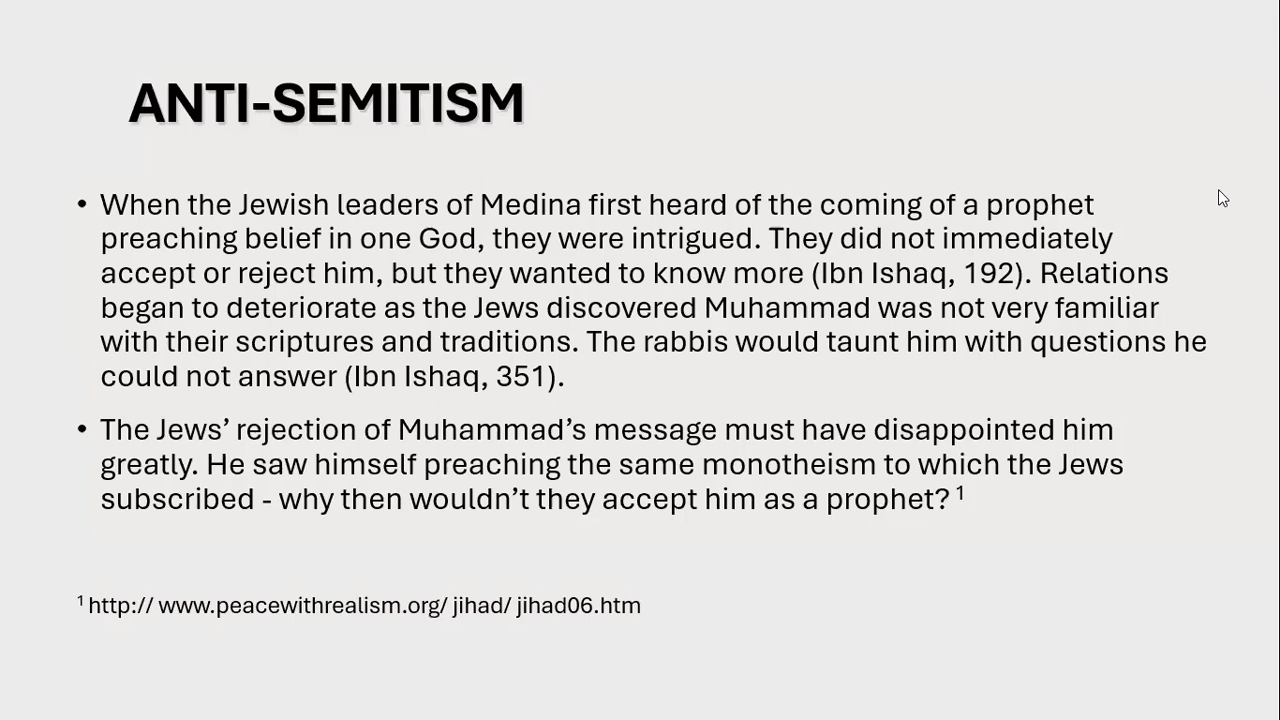 ANTI-SEMITISM
• When the Jewish leaders of Medina first heard of the coming of a prophet
preaching belief in one God, they were intrigued. They did not immediately
accept or reject him, but they wanted to know more (Ibn Ishaq, 192). Relations
began to deteriorate as the Jews discovered Muhammad was not very familiar
with their scriptures and traditions. The rabbis would taunt him with questions he
could not answer (Ibn Ishaq, 351).
• The Jews’ rejection of Muhammad’s message must have disappointed him
greatly. He saw himself preaching the same monotheism to which the Jews
subscribed - why then wouldn’t they accept him as a prophet? ¹
¹ http:// www.peacewithrealism.org/ jihad/ jihad06.htm